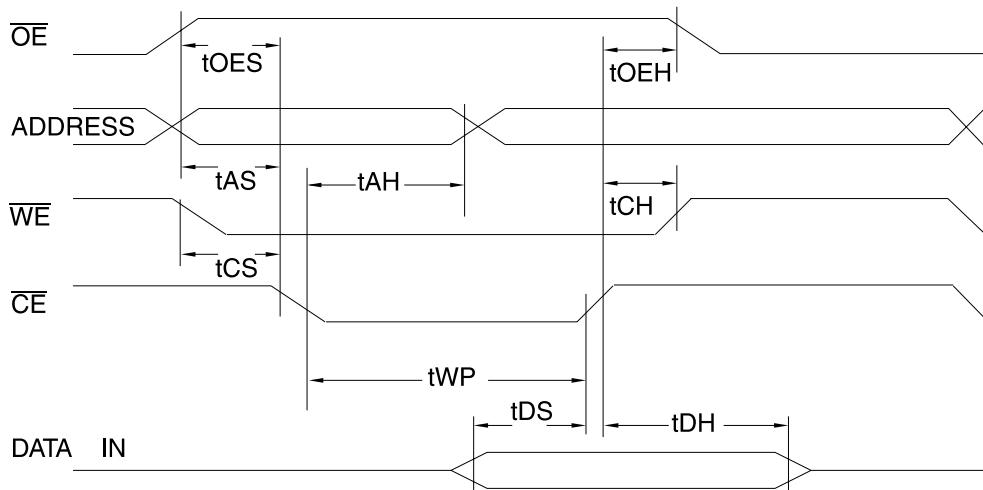 OE
tOES
tOEH
ADDRESS
tAS
tAH
tCH
WE
tCS
CE
tWP
tDS
tDH
DATA IN